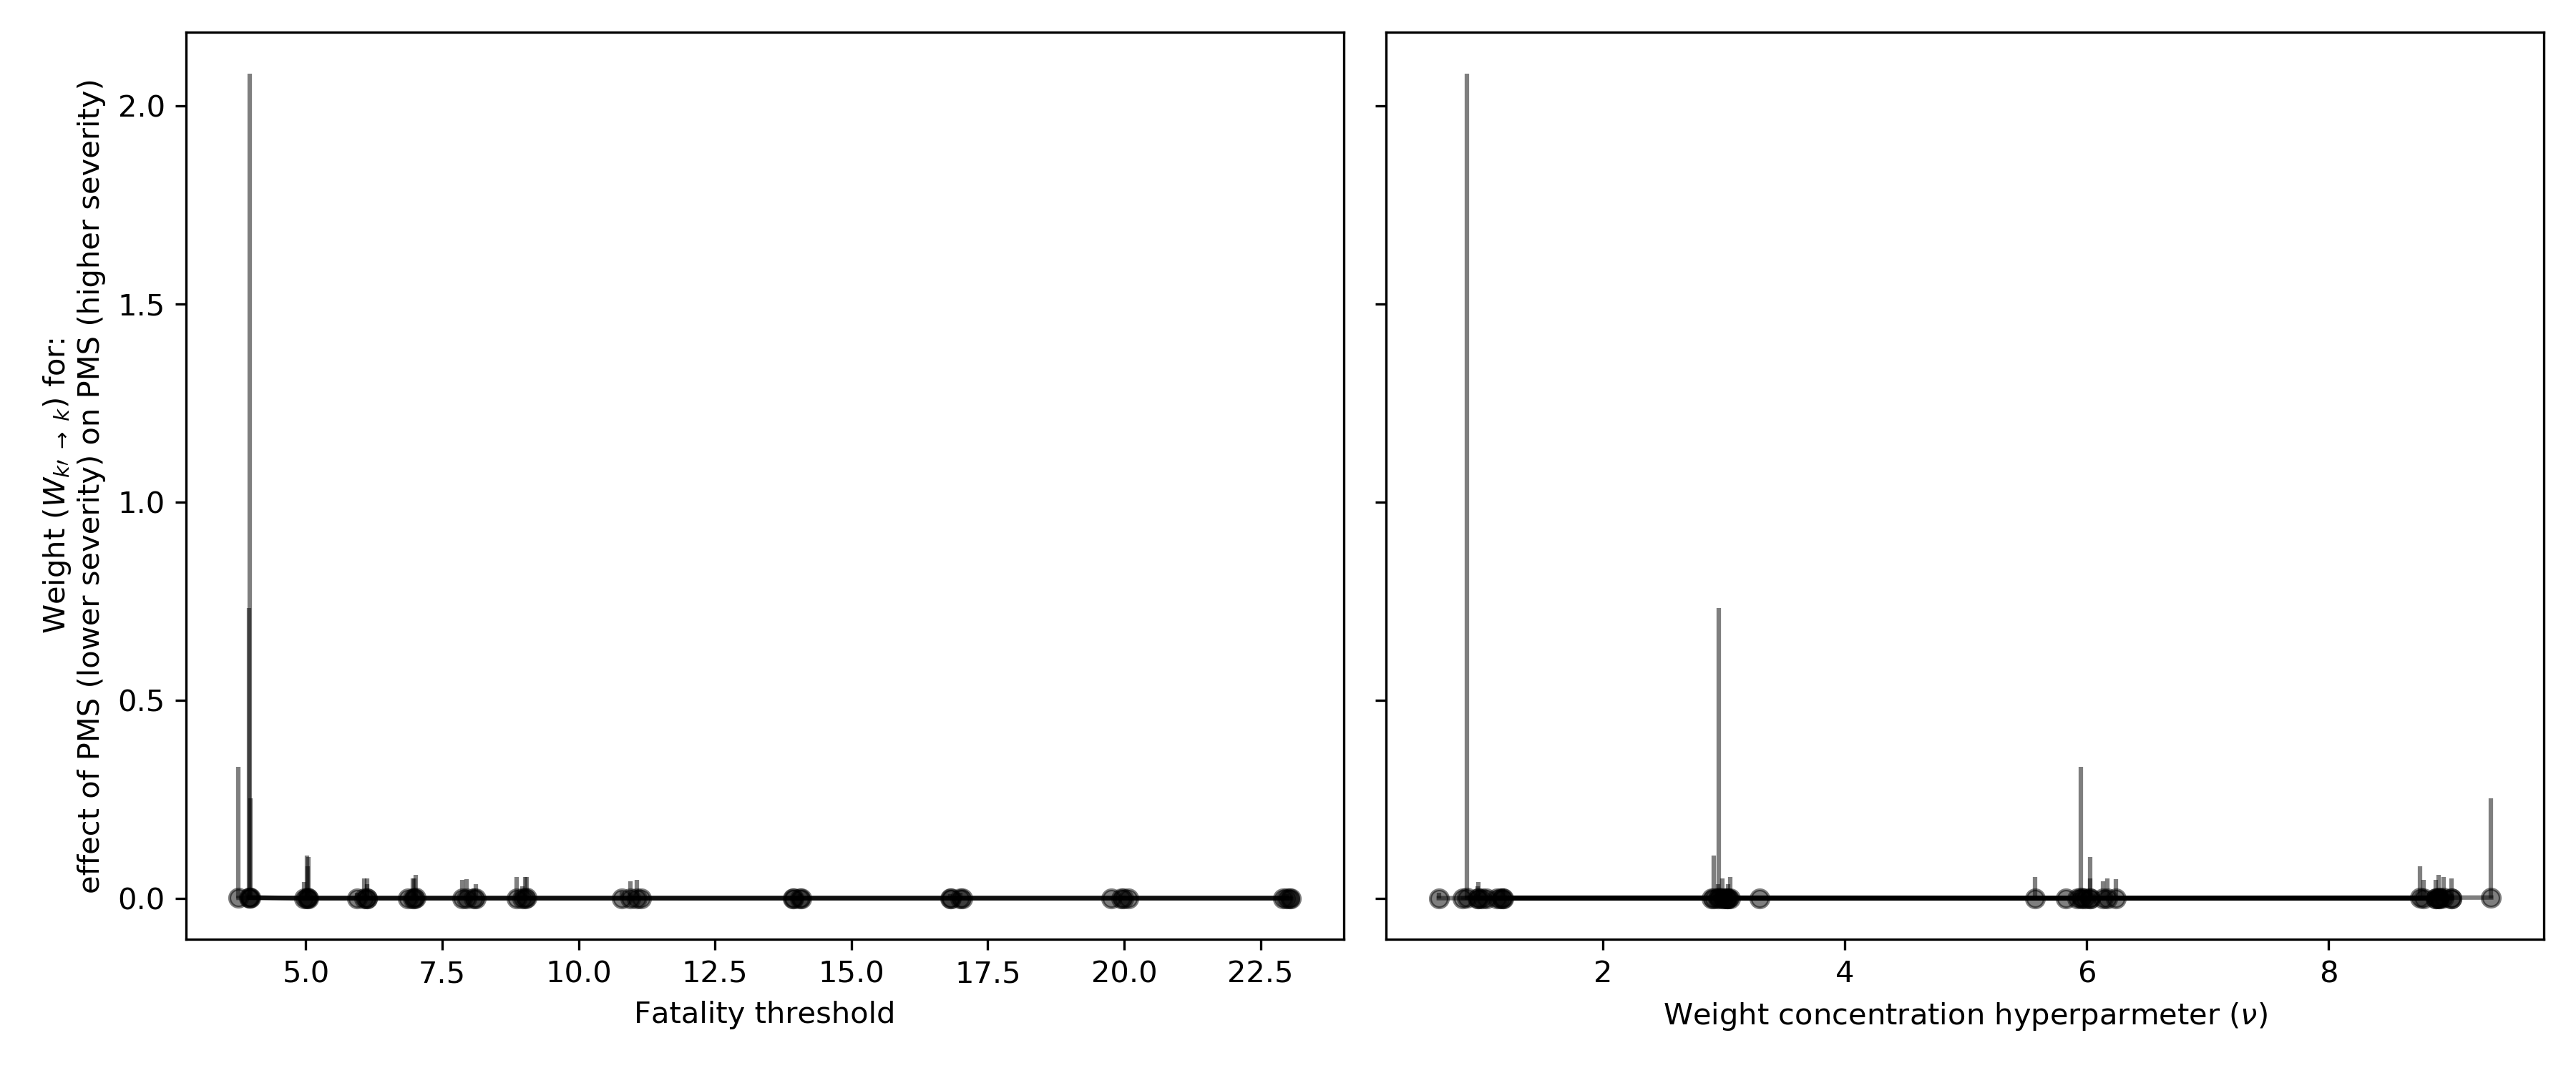 Weight (Wk′→k) for:
effect of PMS (lower severity) on PMS (higher severity)
2.0
1.5
1.0
0.5
0.0
5.0 7.5 10.0 12.5 15.0 17.5 20.0 22.5
Fatality threshold
2 4 6 8
Weight concentration hyperparmeter (ν)